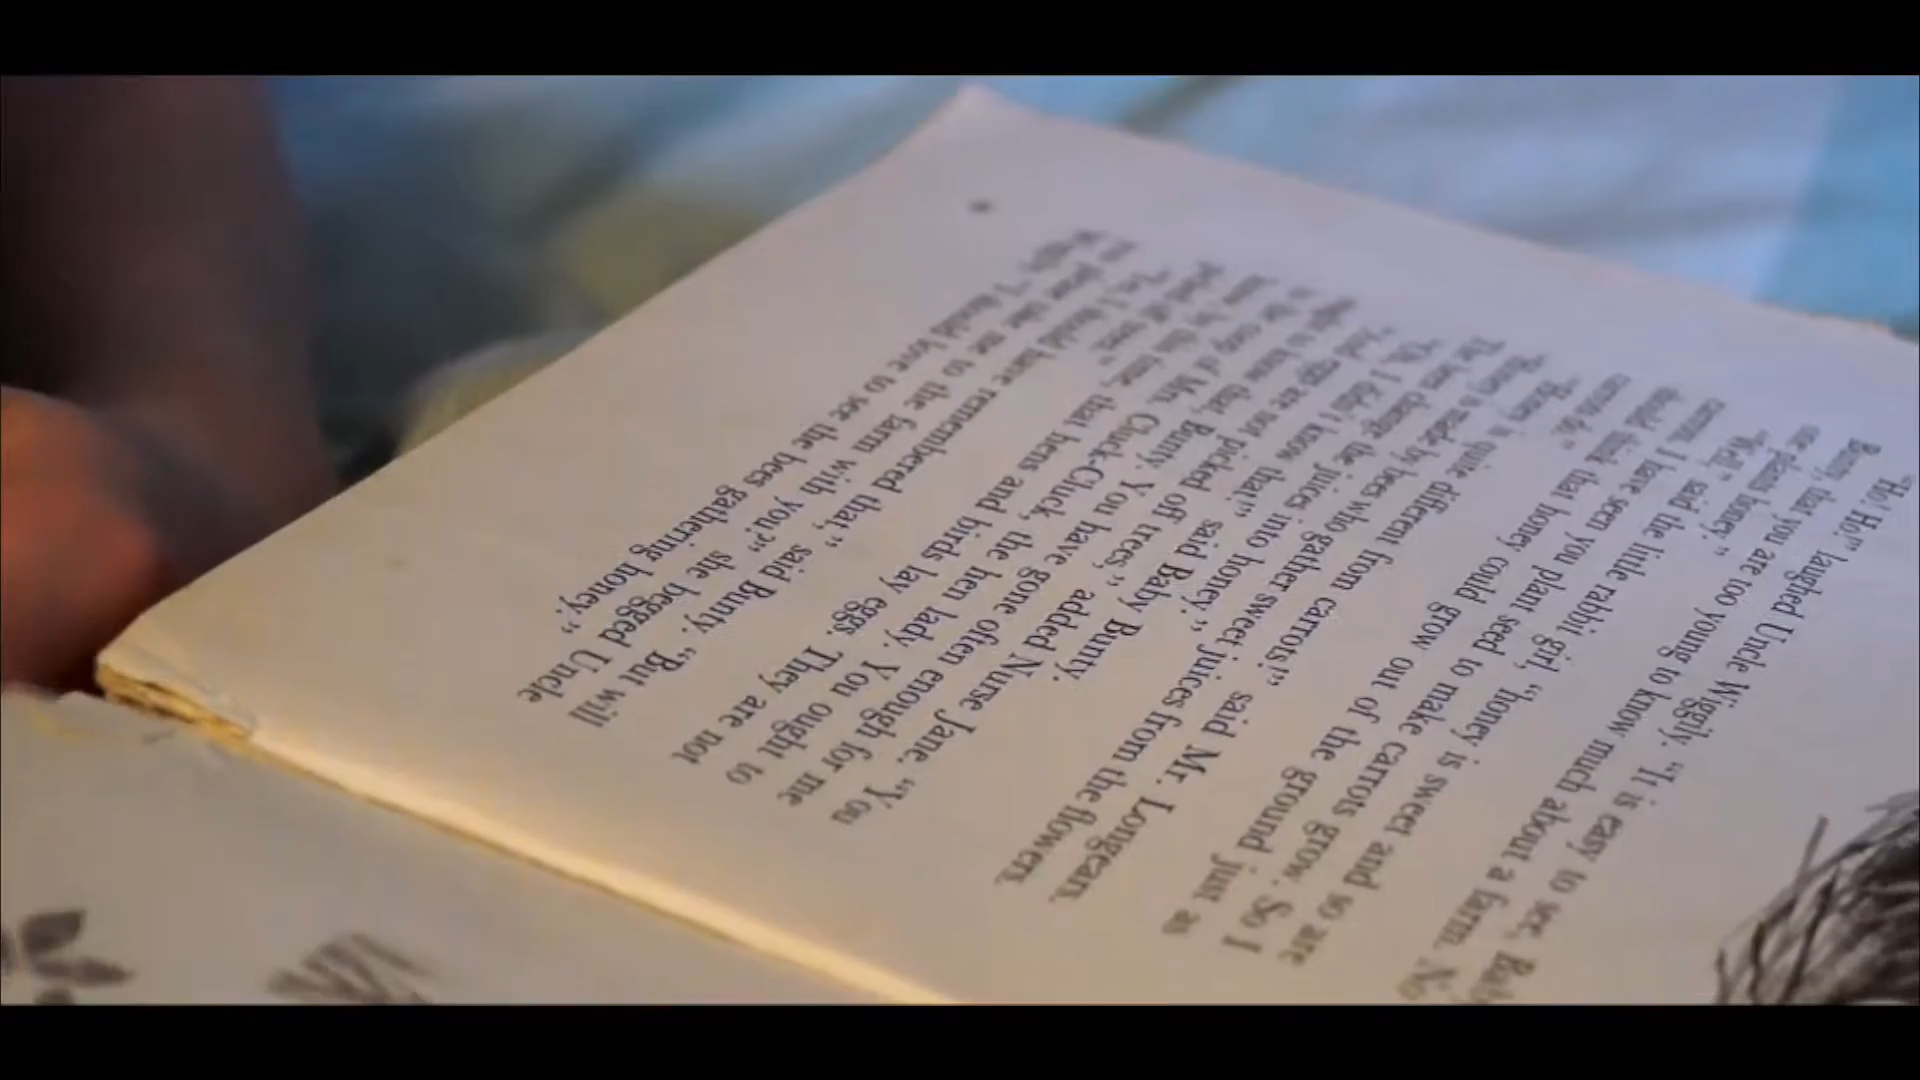 "Ho! Ho!" laughed Uncle Wiggily. "It is easy to see, Baby
Bunty, that you are too young to know much about a farm. No
one plants honey."
"Well," said the little rabbit girl, "honey is sweet and so are
carrots. I have seen you plant seed to make carrots grow. So I
should think that honey could grow out of the ground just as
carrots do."
"Honey is quite different from carrots!" said Mr. Longears.
"Honey is made by bees who gather sweet juices from the flowers.
The bees change the juices into honey."
"Oh, I didn't know that!" said Baby Bunty.
"And eggs are not picked off trees," added Nurse Jane. "You
ought to know that, Bunty. You have gone often enough for me
to the coop of Mrs. Cluck-Cluck, the hen lady. You ought to
know, by this time, that hens and birds lay eggs. They are not
picked off trees."
"Yes, I should have remembered that," said Bunty. "But will
you please take me to the farm with you?" she begged Uncle
Wiggily. "I should love to see the bees gathering honey."